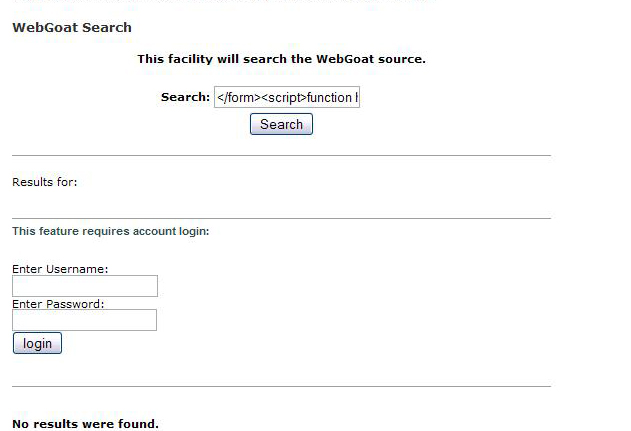 WebGoat Search
This facility will search the WebGoat source.
Search: </form><script>function
Search
Results for:
This feature requires account login:
Enter Username:
Enter Password:
login
No results were found.